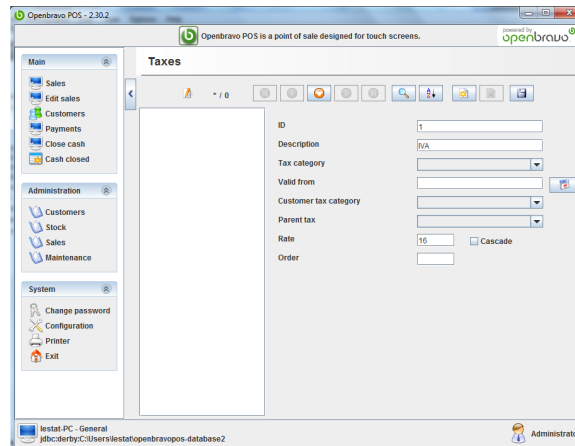 Openbravo POS - 2.30.2
Openbravo POS is a point of sale designed for touch screens.
powered by
openbravo
Main
Sales
Edit sales
Customers
Payments
Close cash
Cash closed
Administration
Customers
Stock
Sales
Maintenance
System
Change password
Configuration
Printer
Exit
Taxes
* / 0
ID
1
Description
IVA
Tax category
Valid from
Customer tax category
Parent tax
Rate
16
Cascade
Order
lestat-PC - General
jdbc:derby:C:\Users\lestat\openbravopos-database2
Administrato